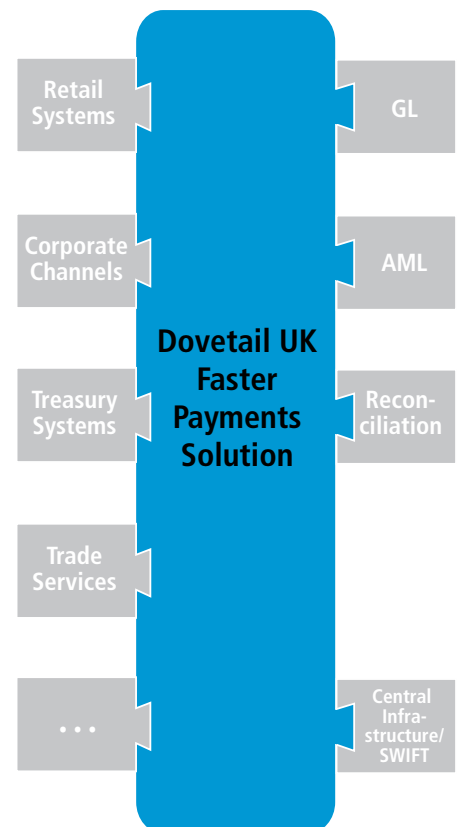 Retail
Systems
Corporate
Channels
Treasury
Systems
Trade
Services
...
Dovetail UK
Faster
Payments
Solution
GL
AML
Recon-
ciliation
Central
Infra-
structure/
SWIFT